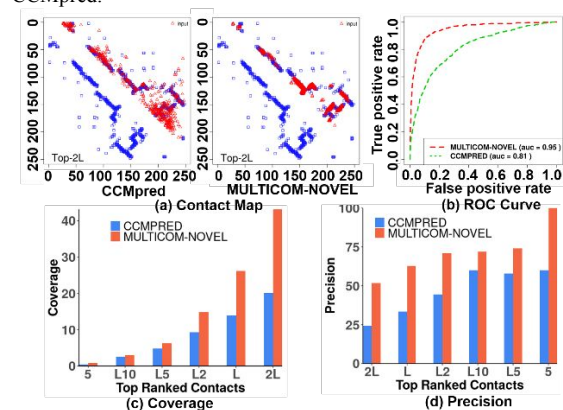 CCMpred.
input
input
0
50
100
150
200
250
Top-2L
0 50 100 150 200 250
CCMpred
0
50
100
150
200
250
Top-2L
0 50 100 150 200 250
MULTICOM-NOVEL
(a) Contact Map
True positive rate
0.0 0.2 0.4 0.6 0.8 1.0
MULTICOM-NOVEL (auc = 0.95 )
CCMPRED (auc = 0.81 )
0.0 0.2 0.4 0.6 0.8 1.0
False positive rate
(b) ROC Curve
Coverage
40
30
20
10
0
CCMPRED
MULTICOM-NOVEL
5 L10 L5 L2 L 2L
Top Ranked Contacts
(c) Coverage
Precision
100
75
50
25
0
CCMPRED
MULTICOM-NOVEL
2L L L2 L10 L5 5
Top Ranked Contacts
(d) Precision